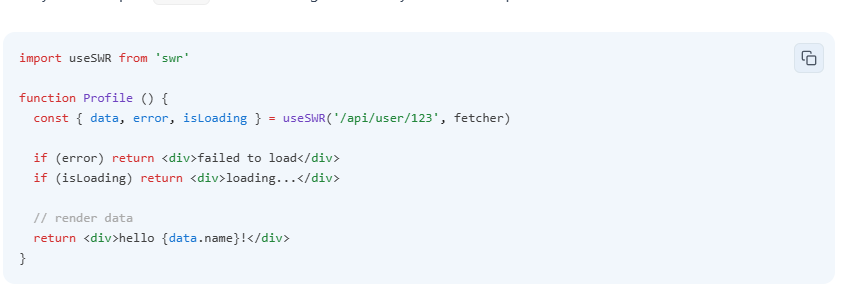 import useSWR from 'swr'
function Profile () {
  const { data, error, isLoading } = useSWR('/api/user/123', fetcher)
  if (error) return <div>failed to load</div>
  if (isLoading) return <div>loading...</div>
  // render data
  return <div>hello {data.name}!</div>
}